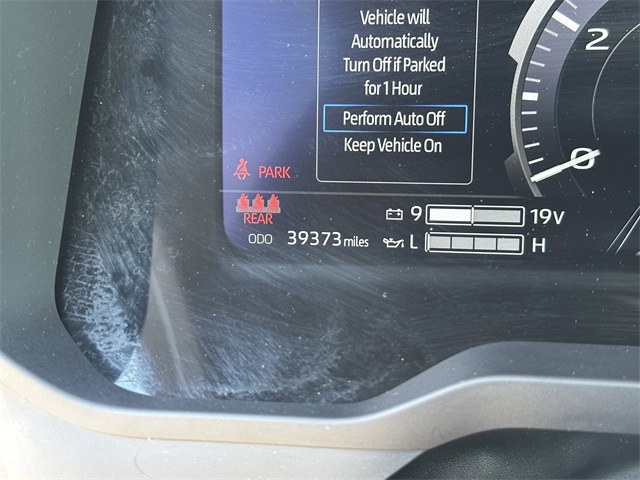 Vehicle will
Automatically
Turn Off if Parked
for 1 Hour
Perform Auto Off
Keep Vehicle On
2
0
PARK
REAR
9 19V
ODO 39373 miles
L H